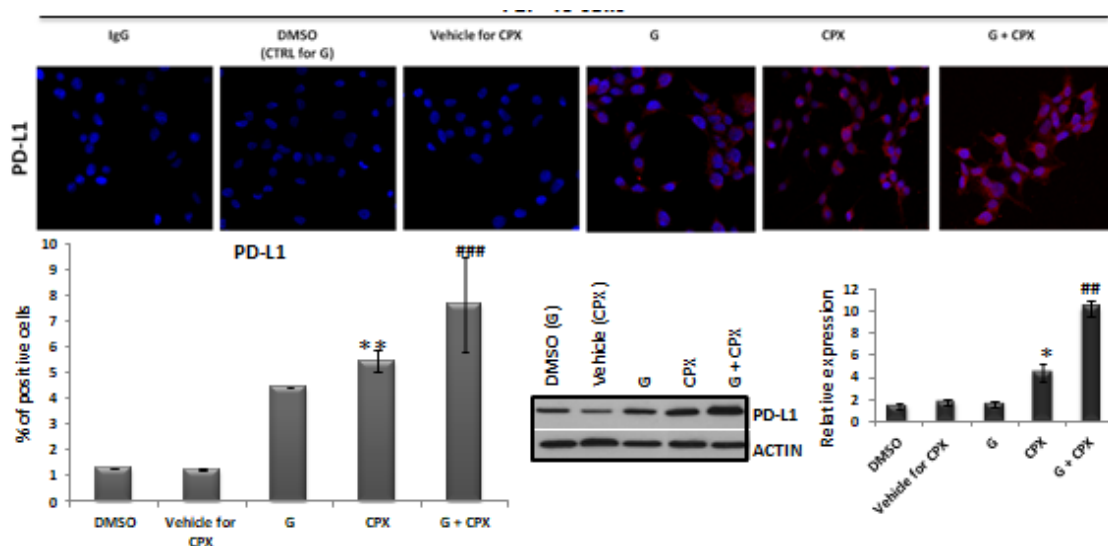 IgG
DMSO
(CTRL for G)
Vehicle for CPX
G
CPX
G + CPX
PD-L1
PD-L1
% of positive cells
10
9
8
7
6
5
4
3
2
1
0
**
###
DMSO
Vehicle for
CPX
G
CPX
G + CPX
DMSO (G)
Vehicle (CPX)
G
CPX
G + CPX
PD-L1
ACTIN
Relative expression
12
10
8
6
4
2
0
*
##
DMSO
Vehicle for CPX
G
CPX
G + CPX